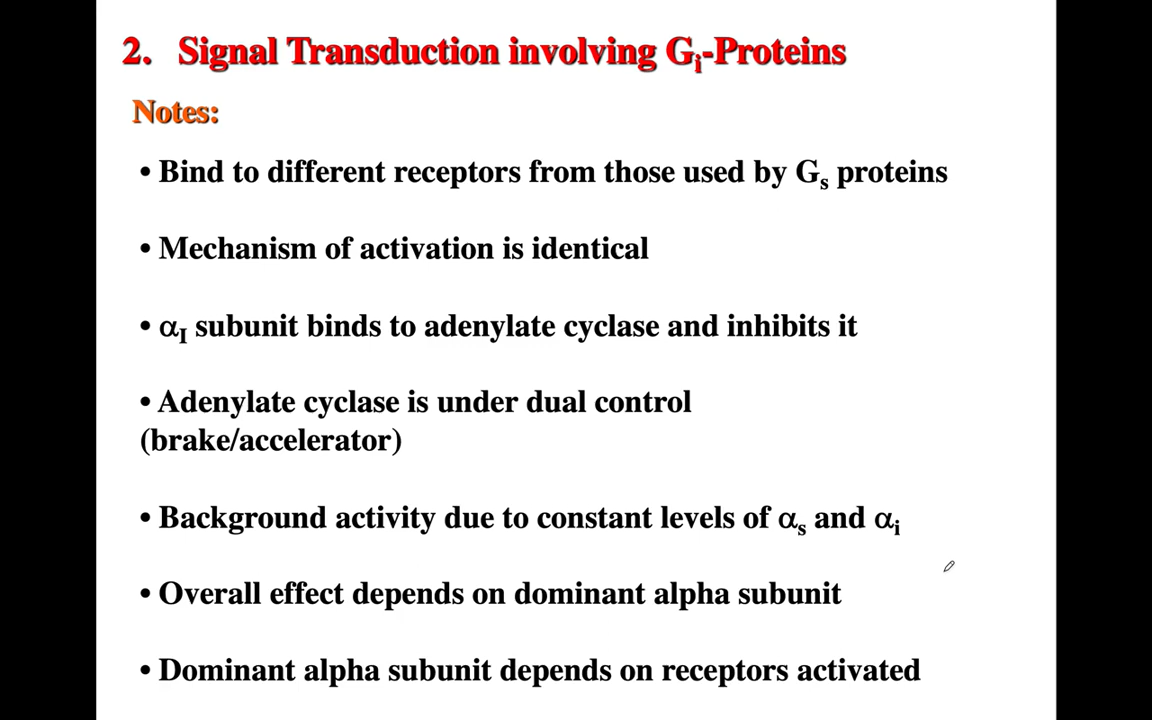 2. Signal Transduction involving Gi-Proteins
Notes:
• Bind to different receptors from those used by Gs proteins
• Mechanism of activation is identical
• αI subunit binds to adenylate cyclase and inhibits it
• Adenylate cyclase is under dual control
(brake/accelerator)
• Background activity due to constant levels of αs and αi
• Overall effect depends on dominant alpha subunit
• Dominant alpha subunit depends on receptors activated